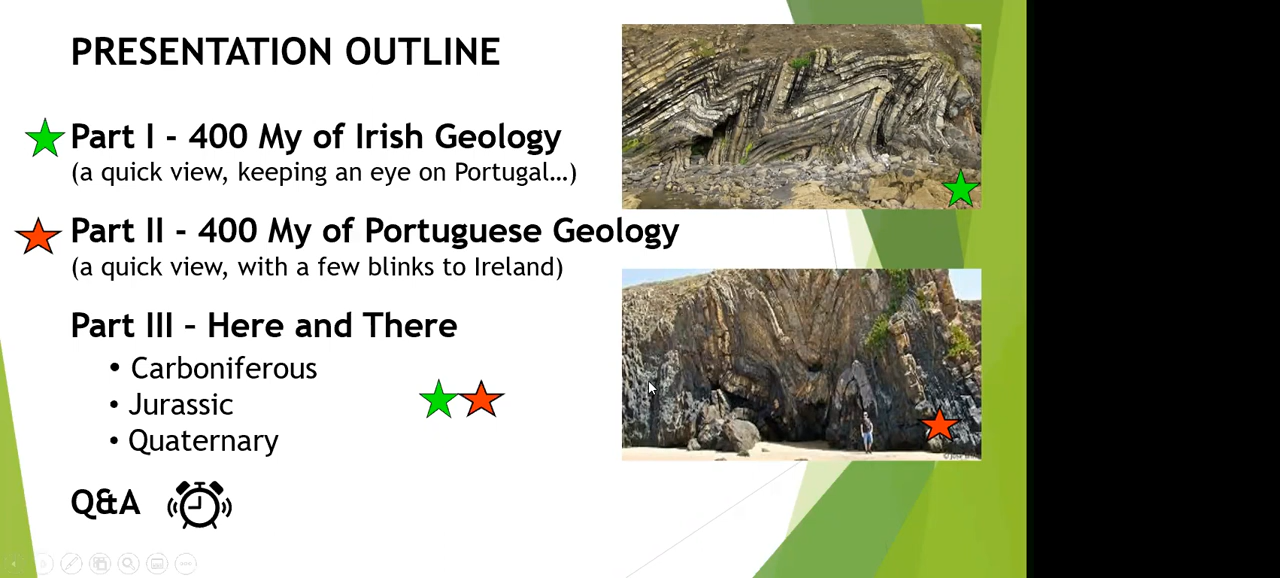 PRESENTATION OUTLINE
Part I - 400 My of Irish Geology
(a quick view, keeping an eye on Portugal...)
Part II - 400 My of Portuguese Geology
(a quick view, with a few blinks to Ireland)
Part III – Here and There
• Carboniferous
• Jurassic
• Quaternary
Q&A